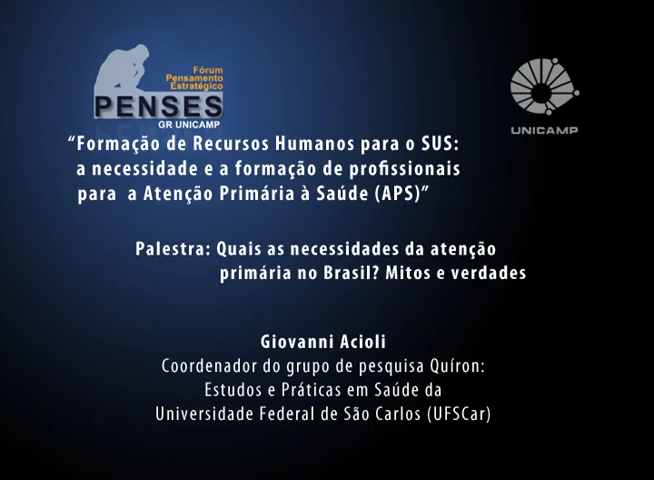 Fórum
Pensamento
Estratégico
PENSES
GR UNICAMP
UNICAMP
“Formação de Recursos Humanos para o SUS:
a necessidade e a formação de profissionais
para a Atenção Primária à Saúde (APS)”
Palestra: Quais as necessidades da atenção
primária no Brasil? Mitos e verdades
Giovanni Acioli
Coordenador do grupo de pesquisa Quíron:
Estudos e Práticas em Saúde da
Universidade Federal de São Carlos (UFSCar)